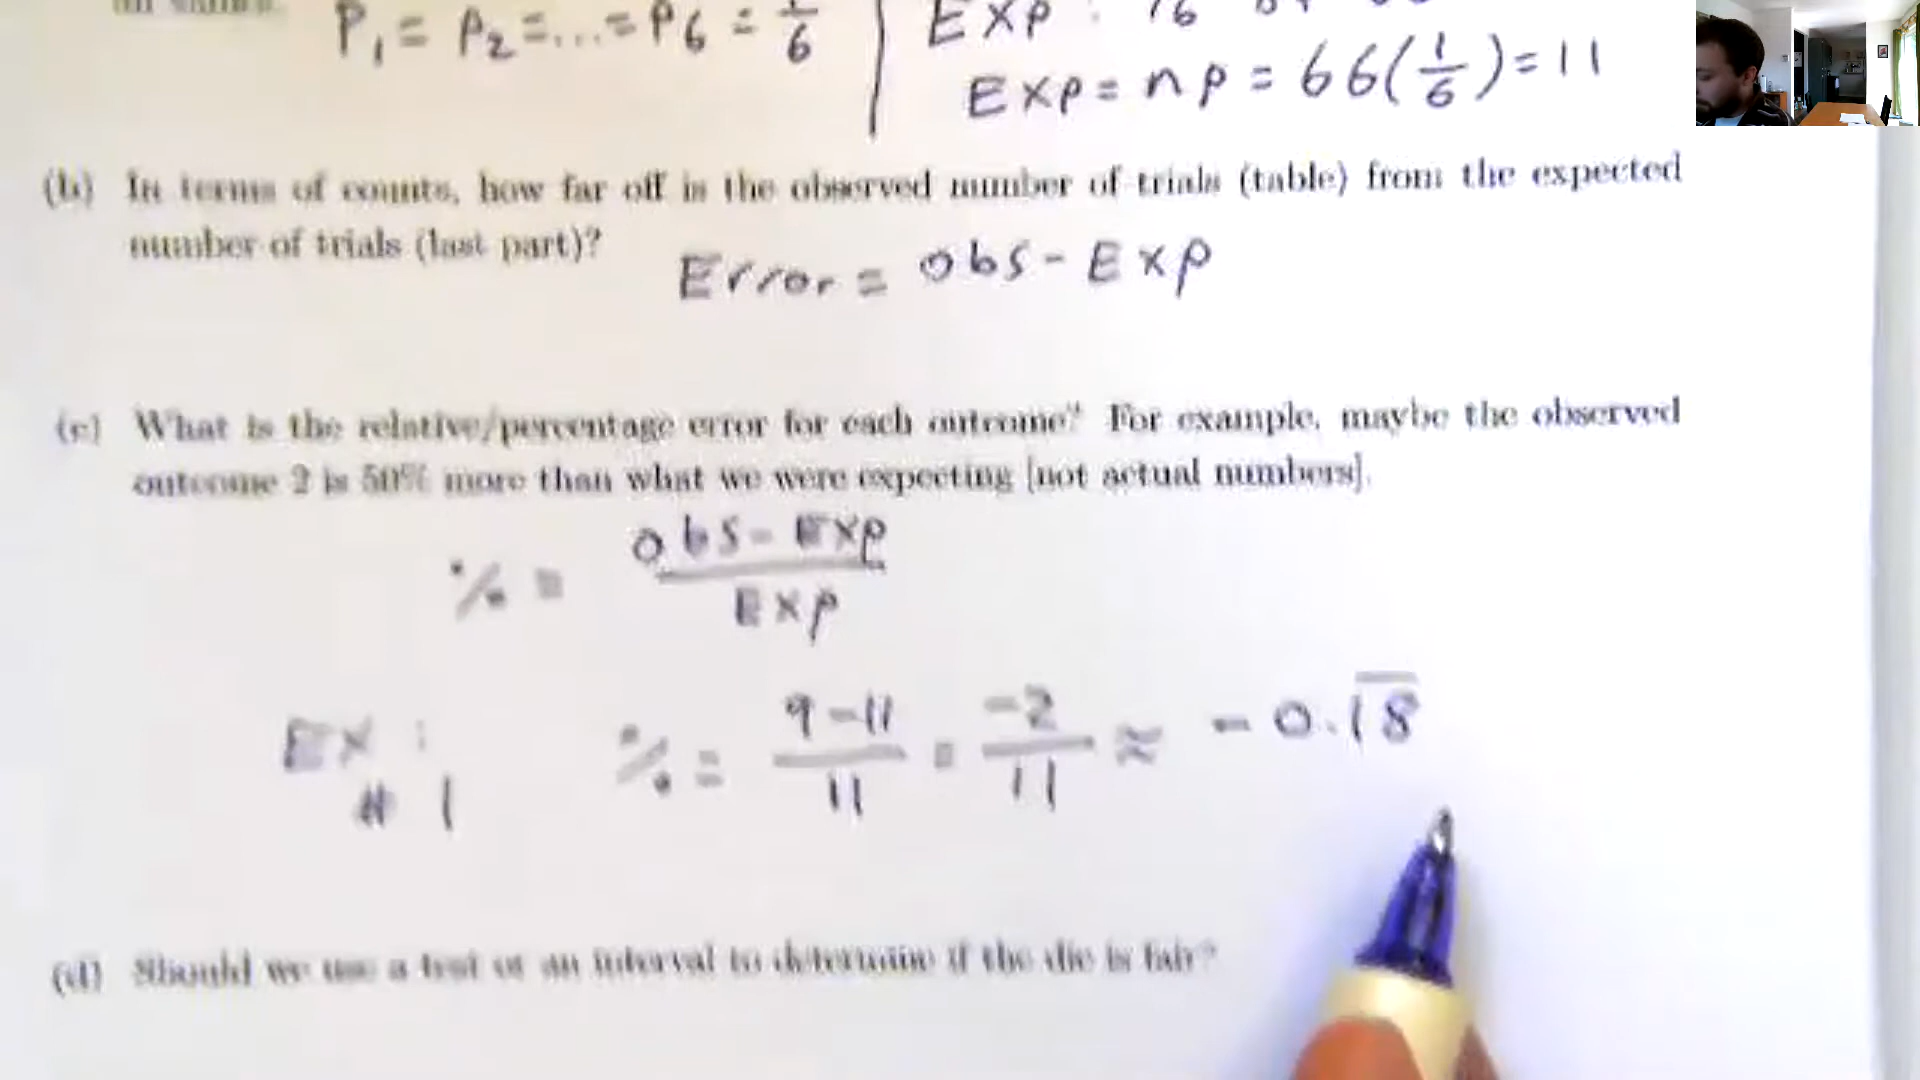 P₁ = P₂ = ... = P6 = 1/6
Exp :
Exp = np = 66(1/6) = 11
(b) In terms of counts, how far off is the observed number of trials (table) from the expected
number of trials (last part)?
Error = obs - Exp
(c) What is the relative/percentage error for each outcome? For example, maybe the observed
outcome 2 is 50% more than what we were expecting [not actual numbers].
% = obs - Exp / Exp
Ex : # 1 % = 9-11 / 11 = -2 / 11 ≈ - 0.1̅8̅
(d) Should we use a test or an interval to determine if the die is fair?